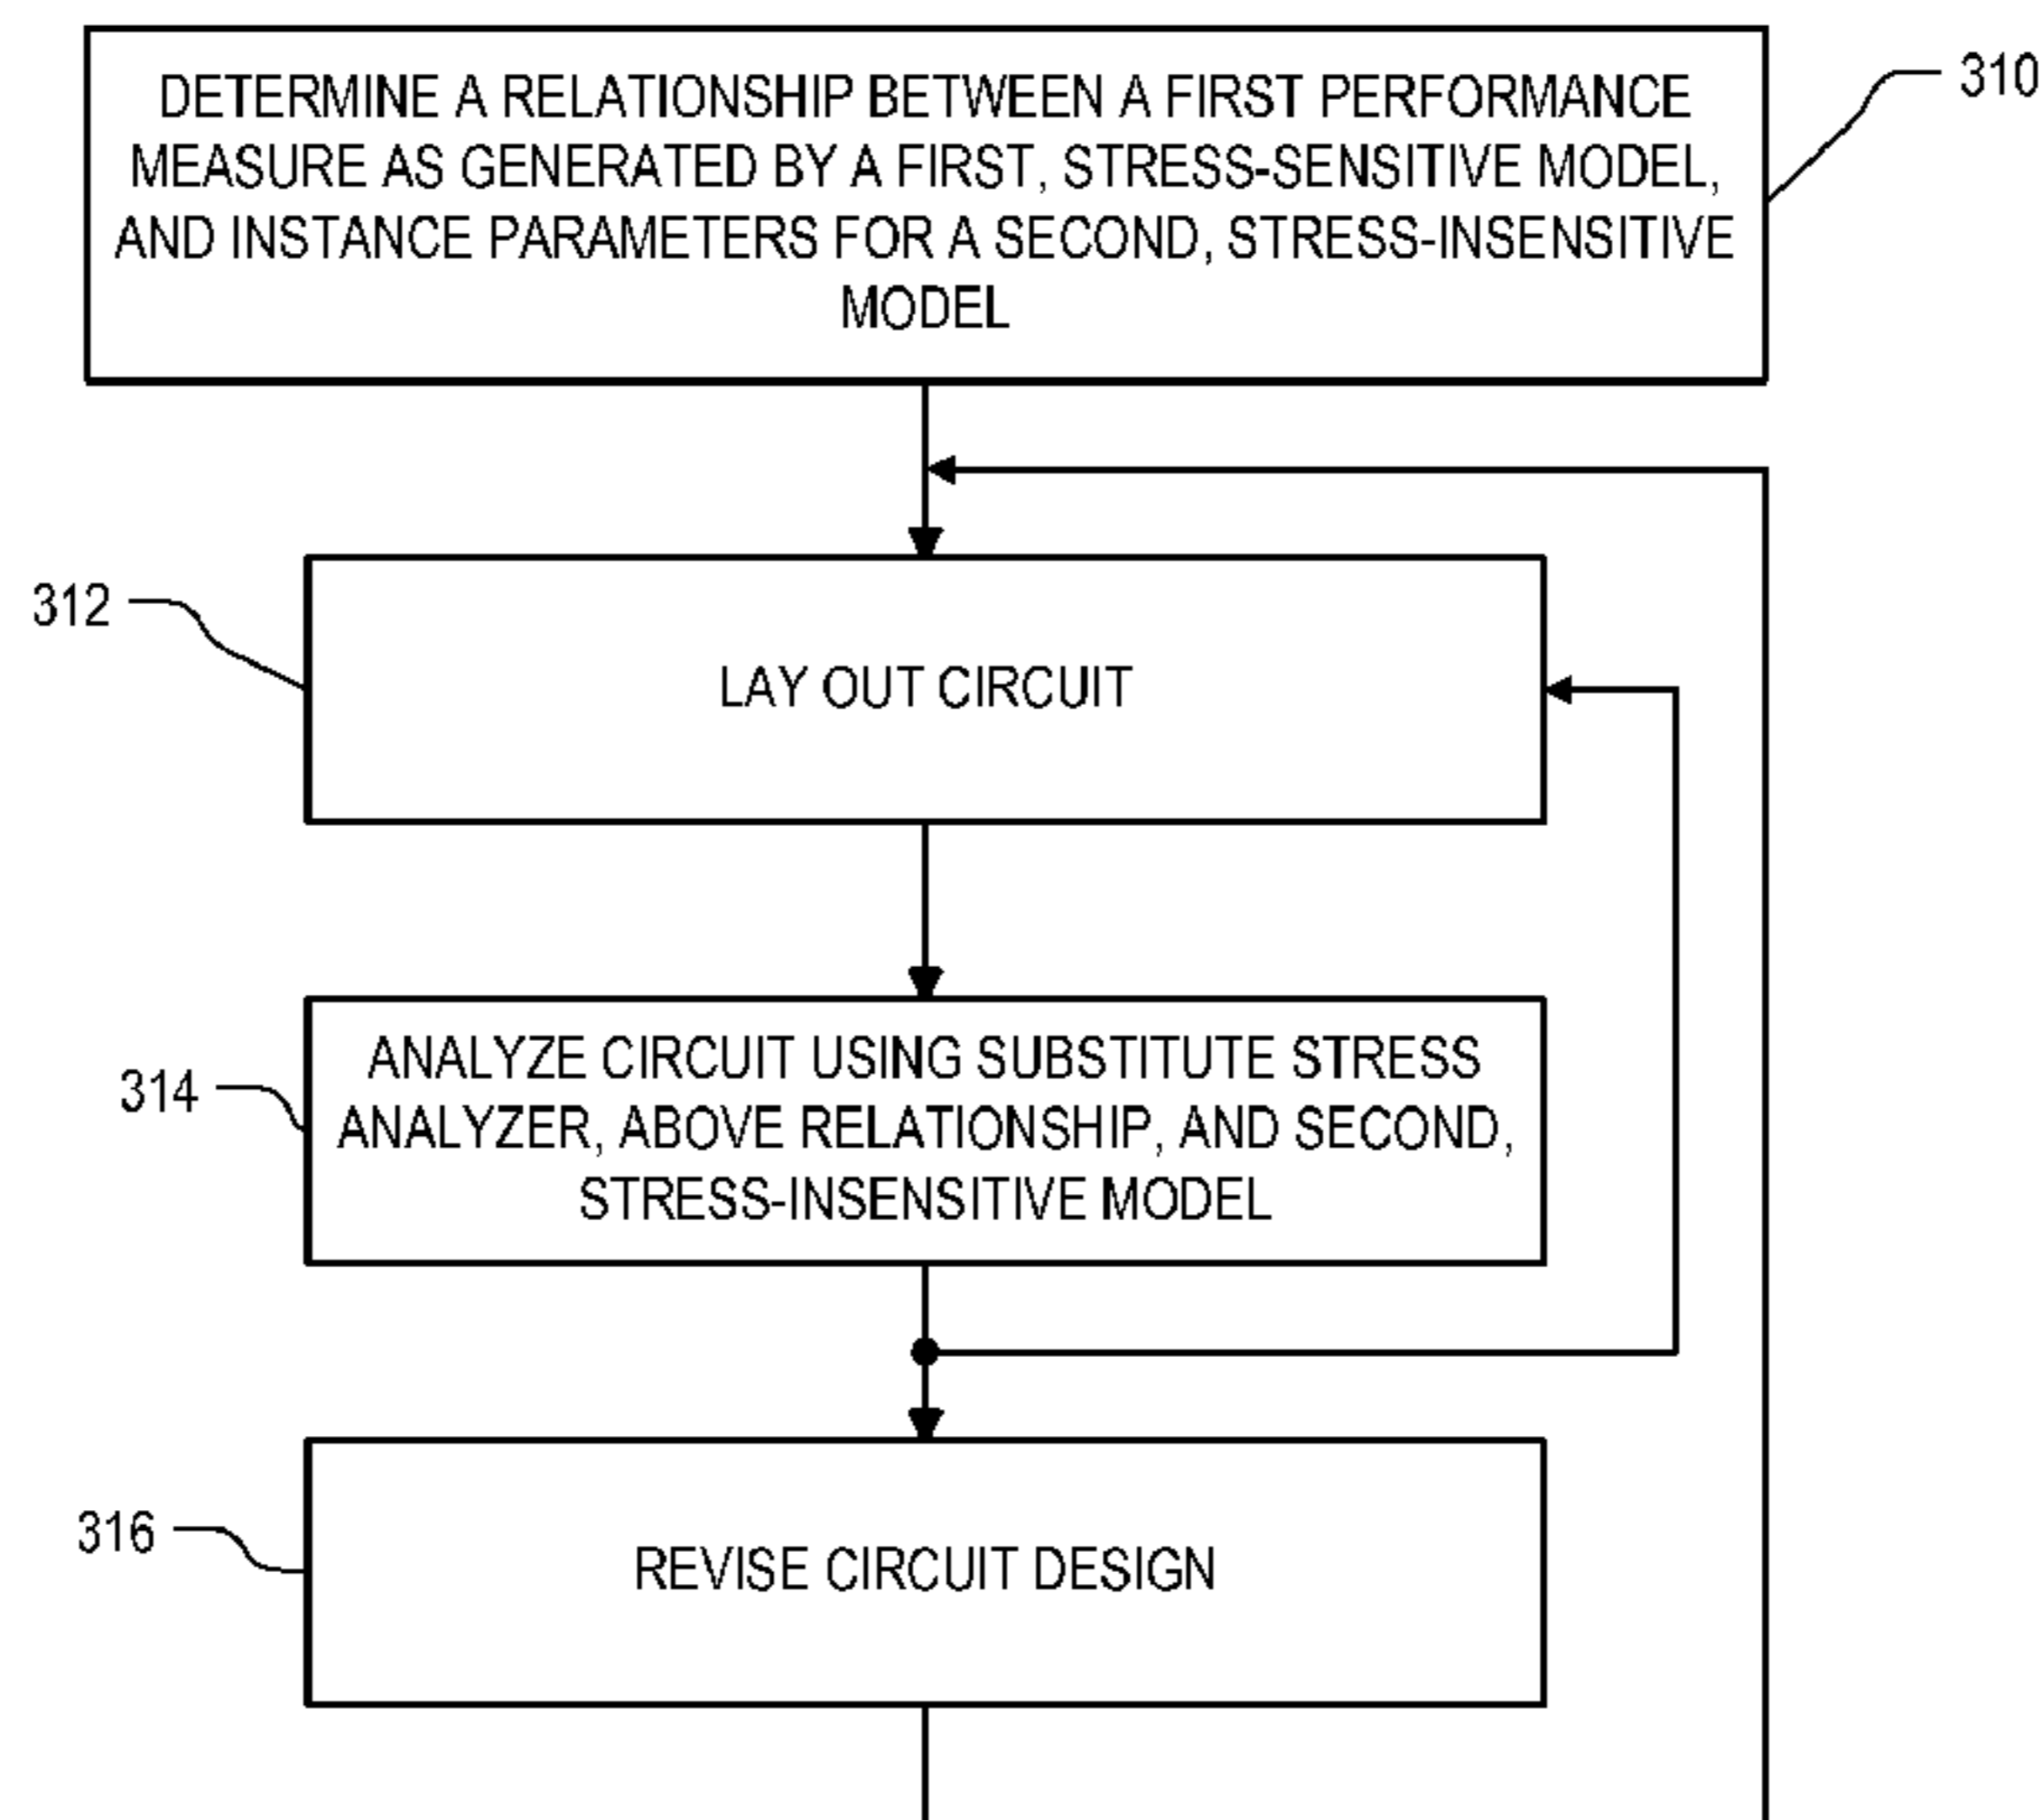 DETERMINE A RELATIONSHIP BETWEEN A FIRST PERFORMANCE
MEASURE AS GENERATED BY A FIRST, STRESS-SENSITIVE MODEL,
AND INSTANCE PARAMETERS FOR A SECOND, STRESS-INSENSITIVE
MODEL
310
312
LAY OUT CIRCUIT
314
ANALYZE CIRCUIT USING SUBSTITUTE STRESS
ANALYZER, ABOVE RELATIONSHIP, AND SECOND,
STRESS-INSENSITIVE MODEL
316
REVISE CIRCUIT DESIGN